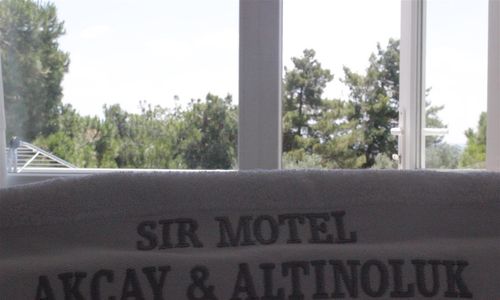 SIR MOTEL
AKCAY & ALTINOLUK